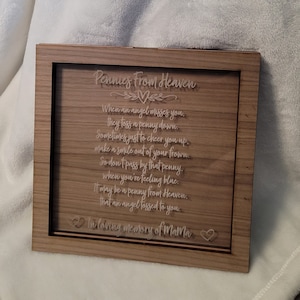 Pennies From Heaven
When an angel misses you,
they toss a penny down.
Sometimes just to cheer you up,
make a smile out of your frown.
So don't pass by that penny
when you're feeling blue.
It may be a penny from Heaven
that an angel tossed to you.
In loving memory of MaMa